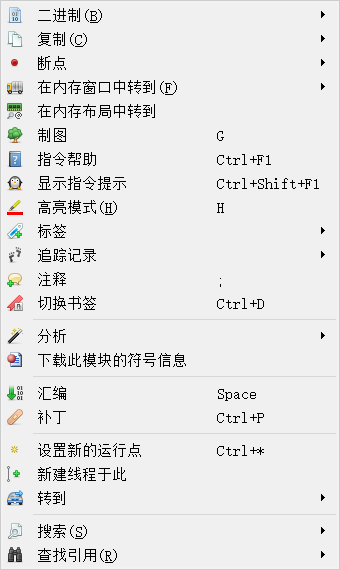 二进制(B)
复制(C)
断点
在内存窗口中转到(F)
在内存布局中转到
制图 G
指令帮助 Ctrl+F1
显示指令提示 Ctrl+Shift+F1
高亮模式(H) H
标签
追踪记录
注释 ;
切换书签 Ctrl+D
分析
下载此模块的符号信息
汇编 Space
补丁 Ctrl+P
设置新的运行点 Ctrl+*
新建线程于此
转到
搜索(S)
查找引用(R)